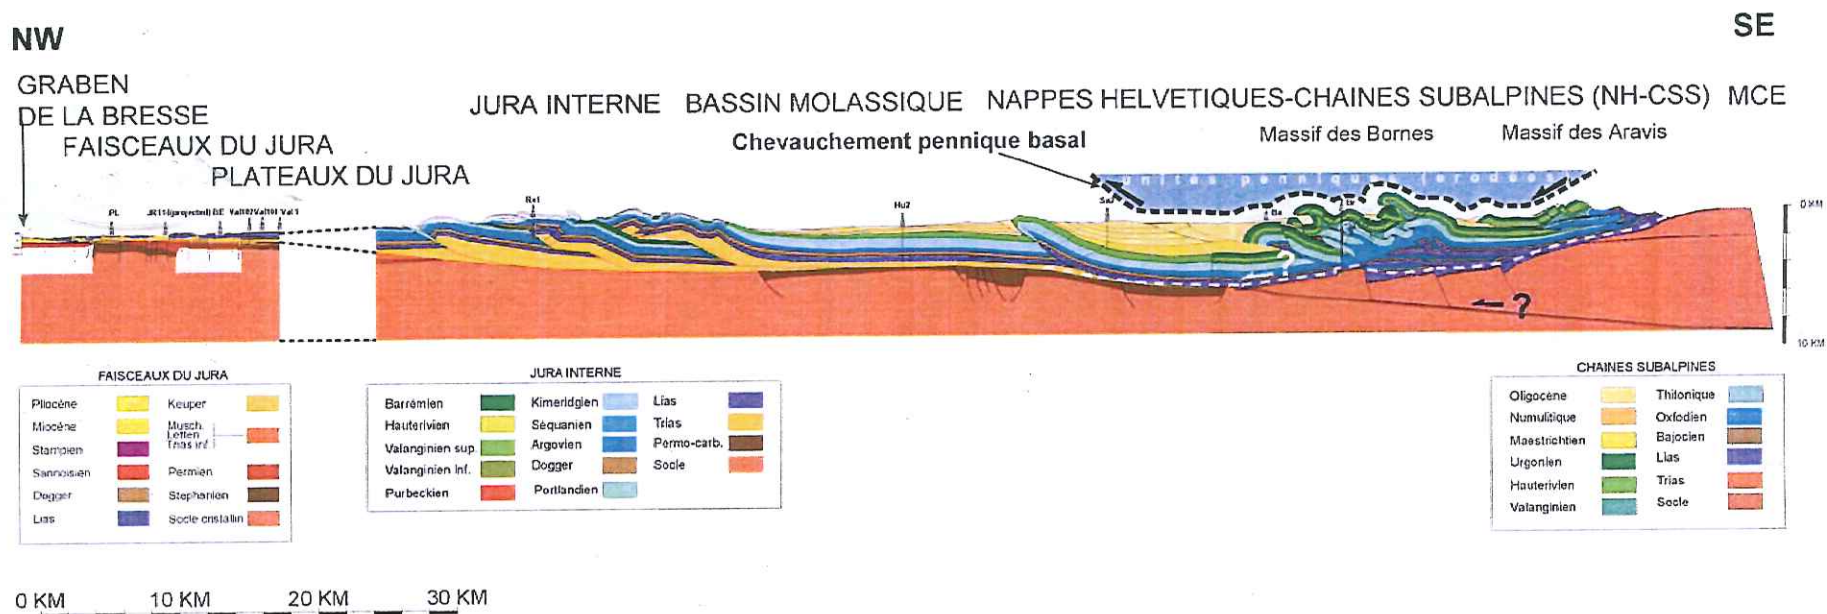 NW
SE
GRABEN
DE LA BRESSE
FAISCEAUX DU JURA
PLATEAUX DU JURA
JURA INTERNE
BASSIN MOLASSIQUE
NAPPES HELVETIQUES-CHAINES SUBALPINES (NH-CSS)
MCE
Chevauchement pennique basal
Massif des Bornes
Massif des Aravis
unités penniques (érodées)
PL
Hu2
0 KM
10 KM
?
?
FAISCEAUX DU JURA
Pliocène
Miocène
Stampien
Sannoisien
Dogger
Lias
Keuper
Musch.
Letten
Trias inf.
Permien
Stephanien
Socle cristallin
JURA INTERNE
Barrémien
Hauterivien
Valanginien sup.
Valanginien Inf.
Purbeckien
Kimeridgien
Séquanien
Argovien
Dogger
Portlandien
Lias
Trias
Permo-carb.
Socle
CHAINES SUBALPINES
Oligocène
Numulitique
Maestrichtien
Urgonien
Hauterivien
Valanginien
Thitonique
Oxfodien
Bajocien
Lias
Trias
Socle
0 KM 10 KM 20 KM 30 KM